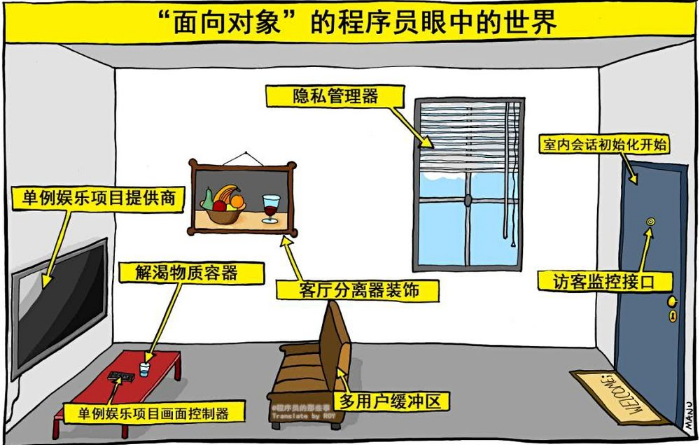 “面向对象”的程序员眼中的世界
隐私管理器
室内会话初始化开始
单例娱乐项目提供商
解渴物质容器
客厅分离器装饰
访客监控接口
多用户缓冲区
单例娱乐项目画面控制器
WELCOME!
@程序员的那些事
Translate by ROY
MANU